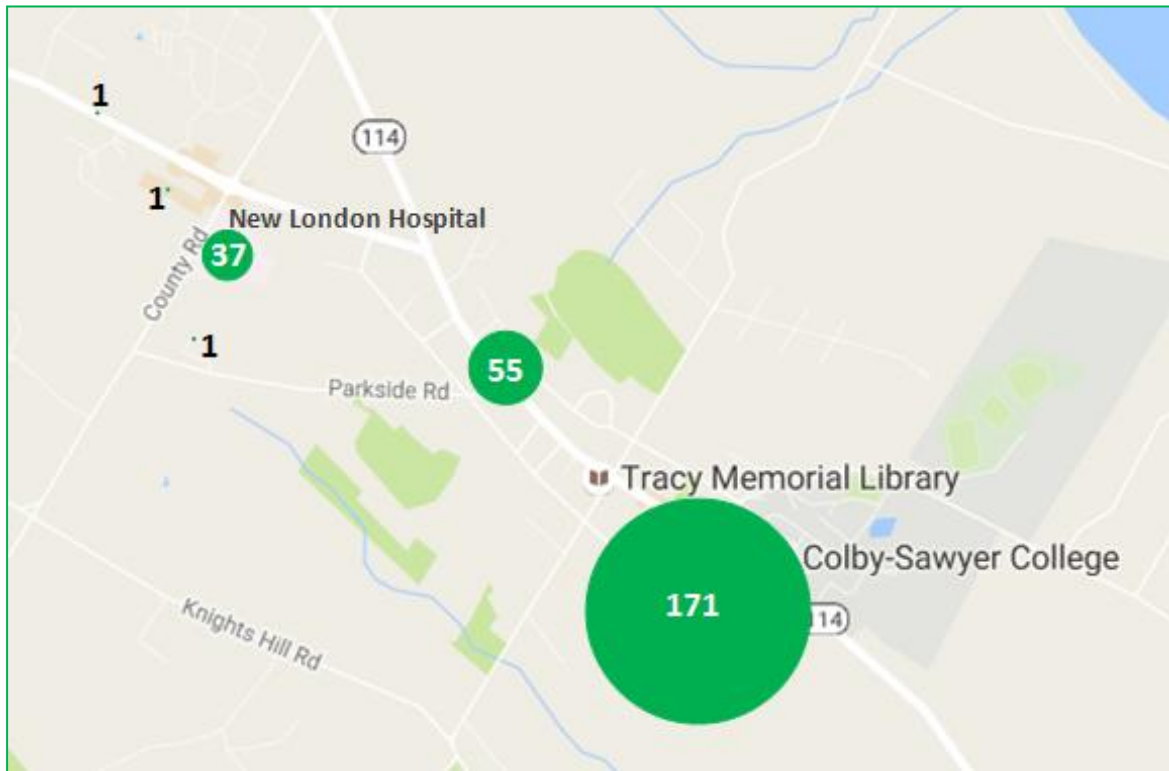 1
114
1
New London Hospital
37
County Rd
1
55
Parkside Rd
Tracy Memorial Library
Colby-Sawyer College
171
114
Knights Hill Rd